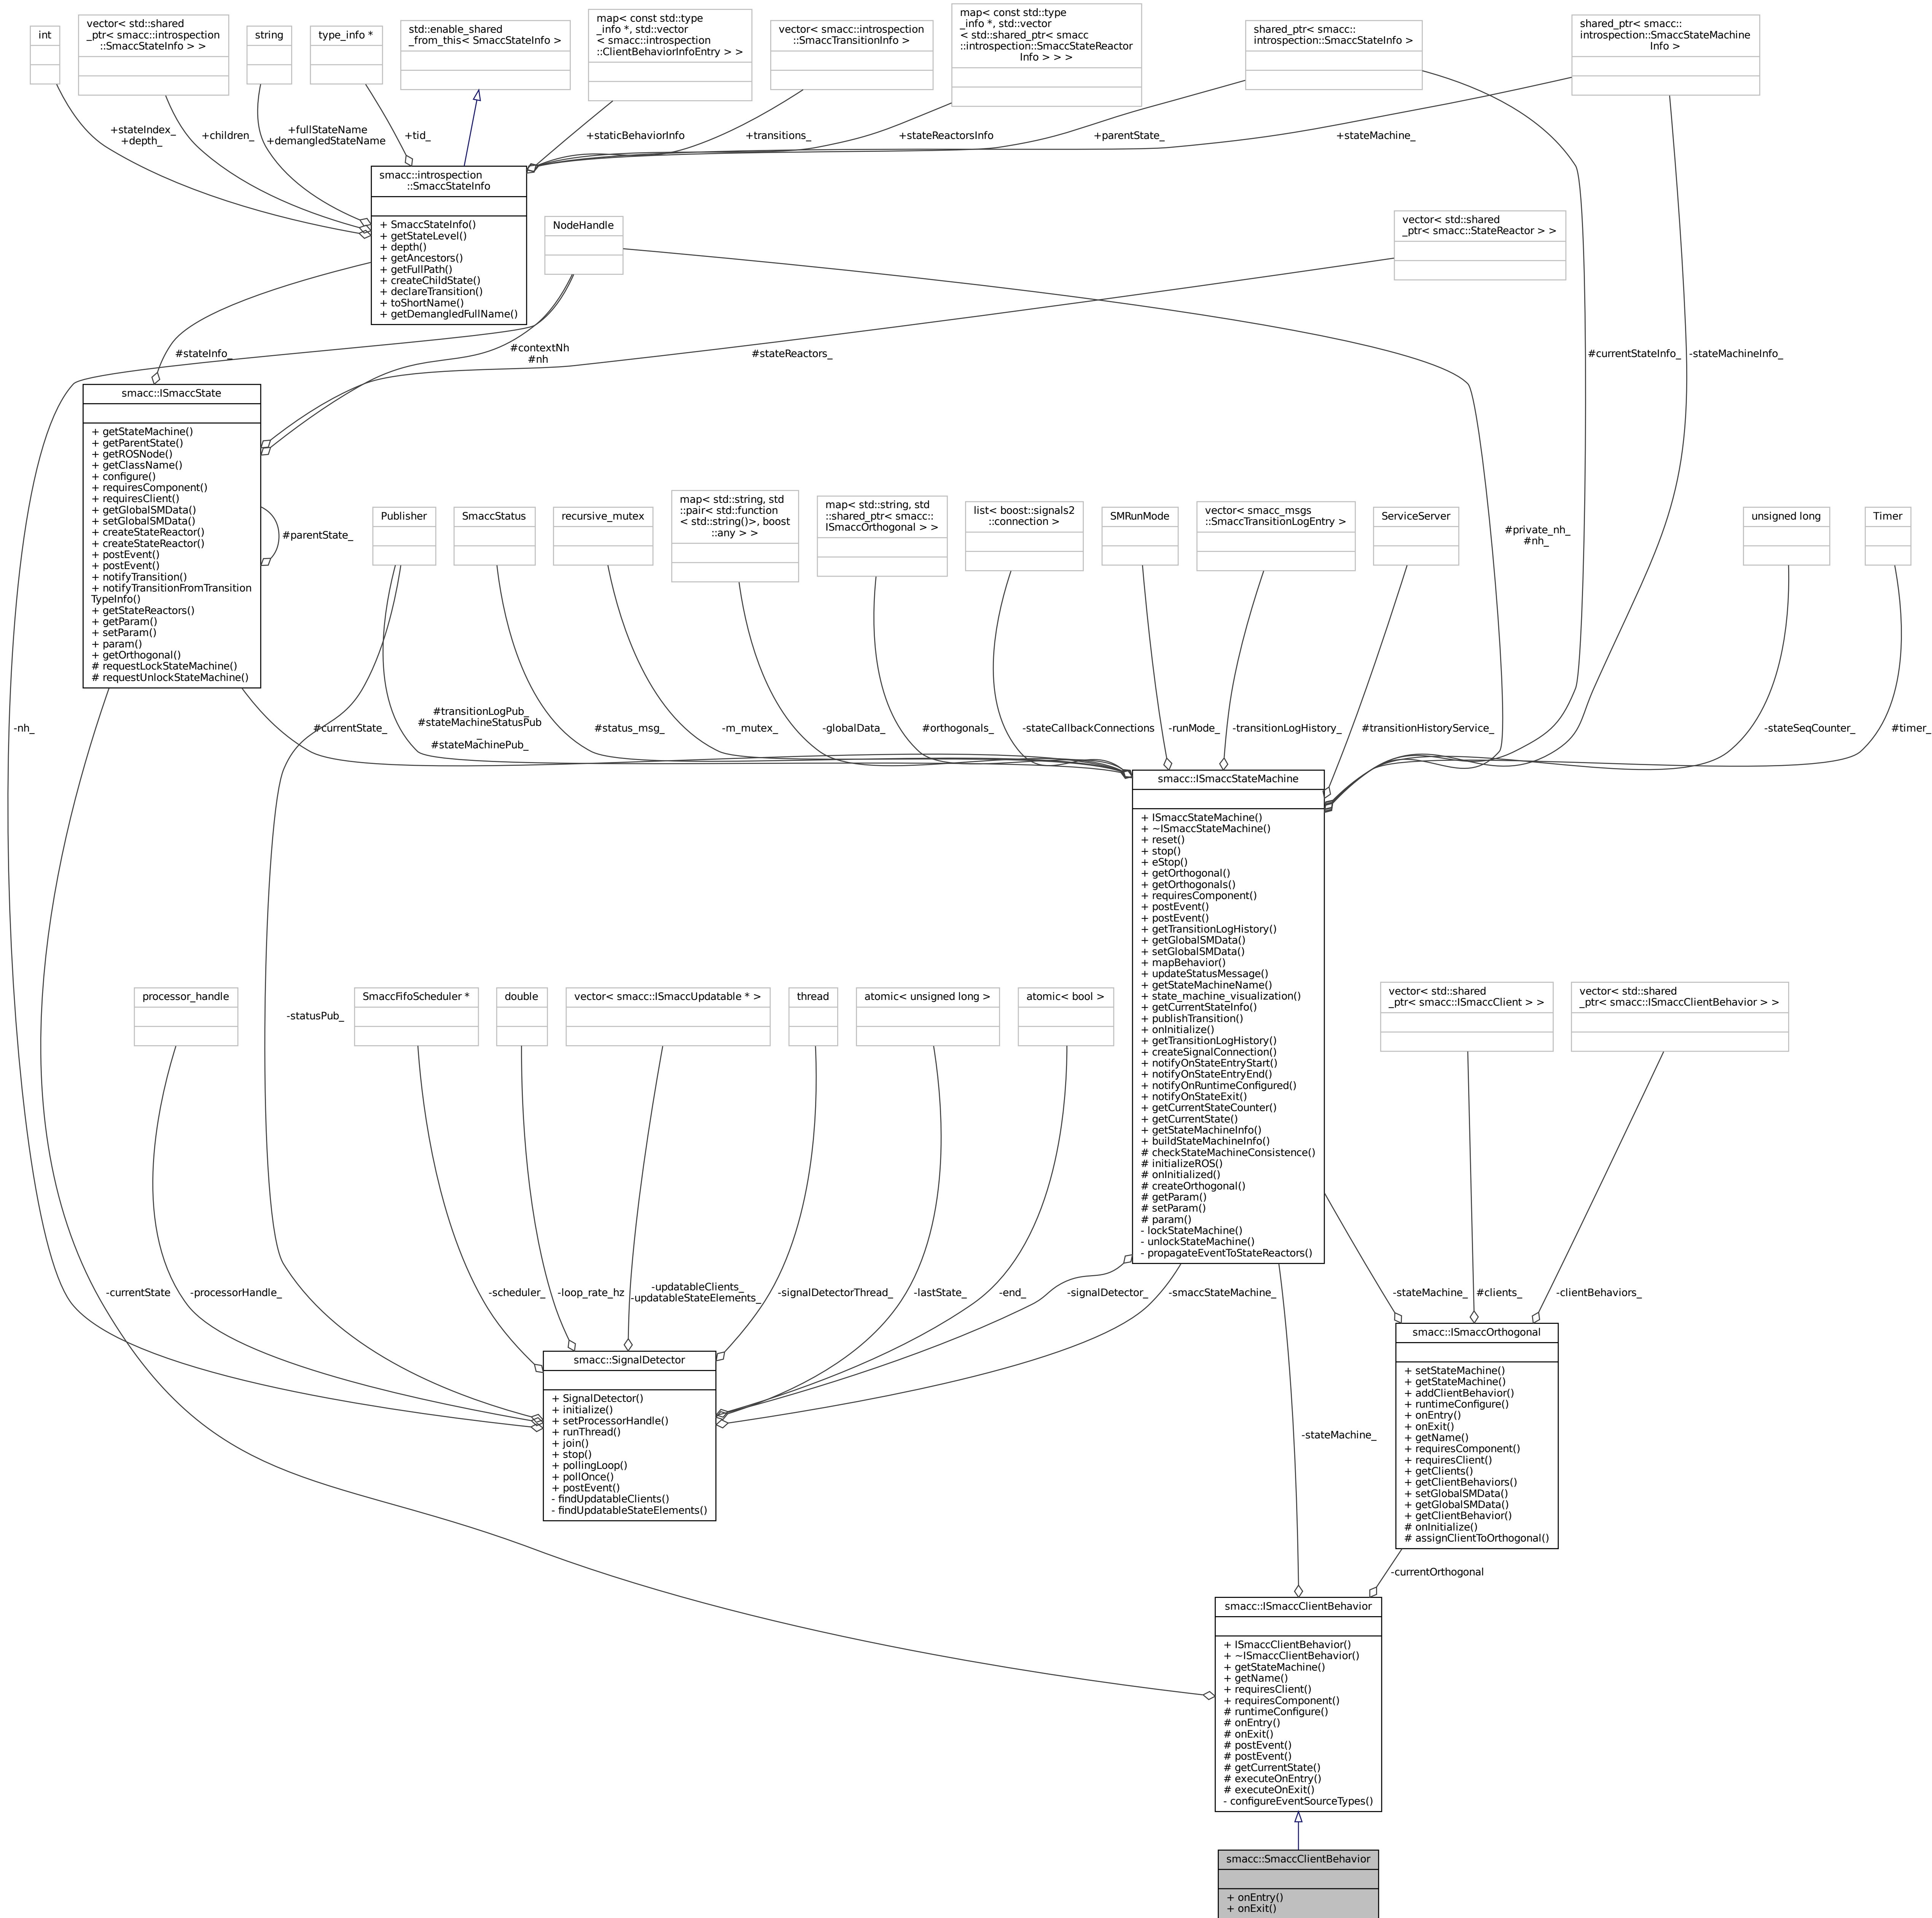 int
vector< std::shared
_ptr< smacc::introspection
::SmaccStateInfo > >
string
type_info *
std::enable_shared
_from_this< SmaccStateInfo >
map< const std::type
_info *, std::vector
< smacc::introspection
::ClientBehaviorInfoEntry > >
vector< smacc::introspection
::SmaccTransitionInfo >
map< const std::type
_info *, std::vector
< std::shared_ptr< smacc
::introspection::SmaccStateReactor
Info > > >
shared_ptr< smacc::
introspection::SmaccStateInfo >
shared_ptr< smacc::
introspection::SmaccStateMachine
Info >
+stateIndex_
+depth_
+children_
+fullStateName
+demangledStateName
+tid_
+staticBehaviorInfo
+transitions_
+stateReactorsInfo
+parentState_
+stateMachine_
smacc::introspection
::SmaccStateInfo
+ SmaccStateInfo()
+ getStateLevel()
+ depth()
+ getAncestors()
+ getFullPath()
+ createChildState()
+ declareTransition()
+ toShortName()
+ getDemangledFullName()
NodeHandle
vector< std::shared
_ptr< smacc::StateReactor > >
#stateInfo_
#contextNh
#nh
#stateReactors_
#currentStateInfo_
-stateMachineInfo_
smacc::ISmaccState
+ getStateMachine()
+ getParentState()
+ getROSNode()
+ getClassName()
+ configure()
+ requiresComponent()
+ requiresClient()
+ getGlobalSMData()
+ setGlobalSMData()
+ createStateReactor()
+ createStateReactor()
+ postEvent()
+ postEvent()
+ notifyTransition()
+ notifyTransitionFromTransition
TypeInfo()
+ getStateReactors()
+ getParam()
+ setParam()
+ param()
+ getOrthogonal()
# requestLockStateMachine()
# requestUnlockStateMachine()
#parentState_
Publisher
SmaccStatus
recursive_mutex
map< std::string, std
::pair< std::function
< std::string()>, boost
::any > >
map< std::string, std
::shared_ptr< smacc::
ISmaccOrthogonal > >
list< boost::signals2
::connection >
SMRunMode
vector< smacc_msgs
::SmaccTransitionLogEntry >
ServiceServer
#private_nh_
#nh_
unsigned long
Timer
-nh_
#currentState_
#transitionLogPub_
#stateMachineStatusPub
_
#stateMachinePub_
#status_msg_
-m_mutex_
-globalData_
#orthogonals_
-stateCallbackConnections
-runMode_
-transitionLogHistory_
#transitionHistoryService_
-stateSeqCounter_
#timer_
smacc::ISmaccStateMachine
+ ISmaccStateMachine()
+ ~ISmaccStateMachine()
+ reset()
+ stop()
+ eStop()
+ getOrthogonal()
+ getOrthogonals()
+ requiresComponent()
+ postEvent()
+ postEvent()
+ getTransitionLogHistory()
+ getGlobalSMData()
+ setGlobalSMData()
+ mapBehavior()
+ updateStatusMessage()
+ getStateMachineName()
+ state_machine_visualization()
+ getCurrentStateInfo()
+ publishTransition()
+ onInitialize()
+ getTransitionLogHistory()
+ createSignalConnection()
+ notifyOnStateEntryStart()
+ notifyOnStateEntryEnd()
+ notifyOnRuntimeConfigured()
+ notifyOnStateExit()
+ getCurrentStateCounter()
+ getCurrentState()
+ getStateMachineInfo()
+ buildStateMachineInfo()
# checkStateMachineConsistence()
# initializeROS()
# onInitialized()
# createOrthogonal()
# getParam()
# setParam()
# param()
- lockStateMachine()
- unlockStateMachine()
- propagateEventToStateReactors()
processor_handle
-statusPub_
SmaccFifoScheduler *
double
vector< smacc::ISmaccUpdatable * >
thread
atomic< unsigned long >
atomic< bool >
vector< std::shared
_ptr< smacc::ISmaccClient > >
vector< std::shared
_ptr< smacc::ISmaccClientBehavior > >
-currentState
-processorHandle_
-scheduler_
-loop_rate_hz
-updatableClients_
-updatableStateElements_
-signalDetectorThread_
-lastState_
-end_
-signalDetector_
-smaccStateMachine_
-stateMachine_
#clients_
-clientBehaviors_
smacc::SignalDetector
+ SignalDetector()
+ initialize()
+ setProcessorHandle()
+ runThread()
+ join()
+ stop()
+ pollingLoop()
+ pollOnce()
+ postEvent()
- findUpdatableClients()
- findUpdatableStateElements()
-stateMachine_
smacc::ISmaccOrthogonal
+ setStateMachine()
+ getStateMachine()
+ addClientBehavior()
+ runtimeConfigure()
+ onEntry()
+ onExit()
+ getName()
+ requiresComponent()
+ requiresClient()
+ getClients()
+ getClientBehaviors()
+ setGlobalSMData()
+ getGlobalSMData()
+ getClientBehavior()
# onInitialize()
# assignClientToOrthogonal()
-currentOrthogonal
smacc::ISmaccClientBehavior
+ ISmaccClientBehavior()
+ ~ISmaccClientBehavior()
+ getStateMachine()
+ getName()
+ requiresClient()
+ requiresComponent()
# runtimeConfigure()
# onEntry()
# onExit()
# postEvent()
# postEvent()
# getCurrentState()
# executeOnEntry()
# executeOnExit()
- configureEventSourceTypes()
smacc::SmaccClientBehavior
+ onEntry()
+ onExit()